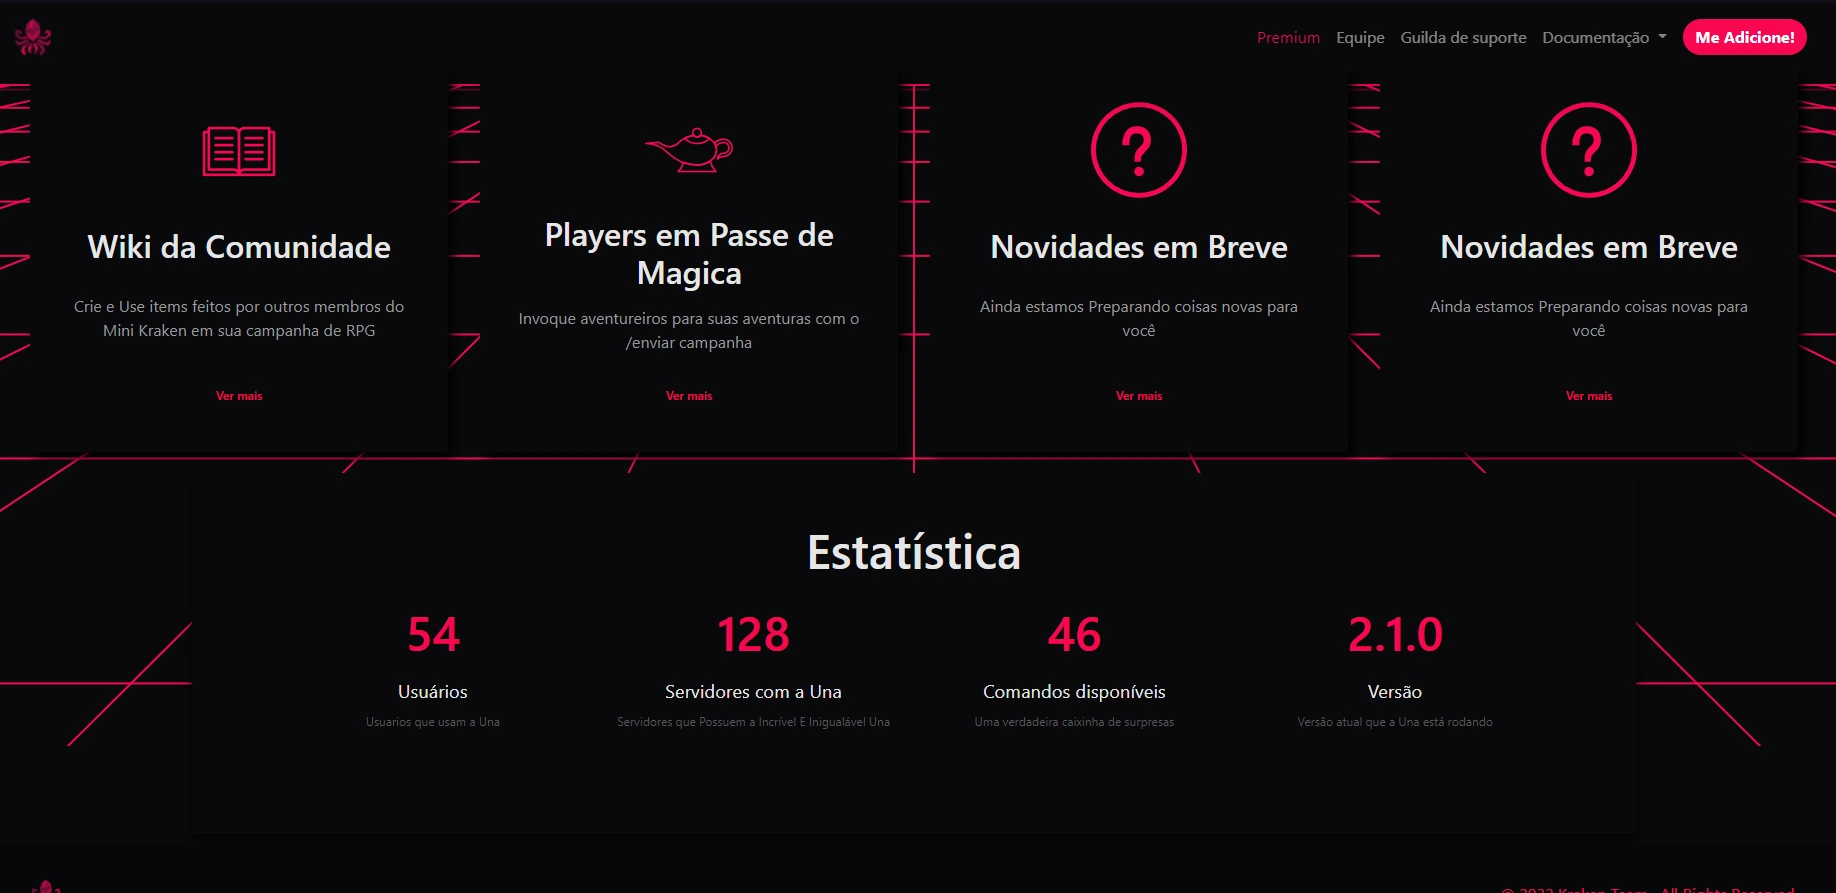 Premium Equipe Guilda de suporte Documentação Me Adicione!
Wiki da Comunidade
Crie e Use items feitos por outros membros do
Mini Kraken em sua campanha de RPG
Ver mais
Players em Passe de
Magica
Invoque aventureiros para suas aventuras com o
/enviar campanha
Ver mais
Novidades em Breve
Ainda estamos Preparando coisas novas para
você
Ver mais
Novidades em Breve
Ainda estamos Preparando coisas novas para
você
Ver mais
Estatística
54
Usuários
Usuarios que usam a Una
128
Servidores com a Una
Servidores que Possuem a Incrível E Inigualável Una
46
Comandos disponíveis
Uma verdadeira caixinha de surpresas
2.1.0
Versão
Versão atual que a Una está rodando